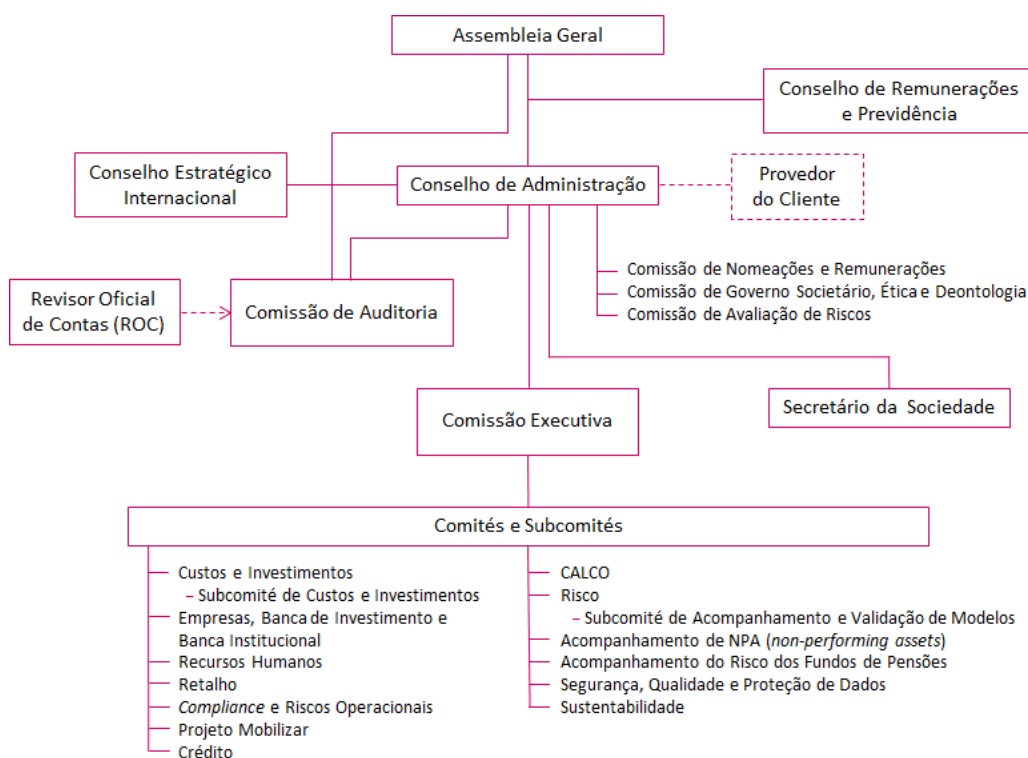 Assembleia Geral
Conselho de Remunerações
e Previdência
Conselho Estratégico
Internacional
Conselho de Administração
Provedor
do Cliente
Comissão de Nomeações e Remunerações
Comissão de Governo Societário, Ética e Deontologia
Comissão de Avaliação de Riscos
Revisor Oficial
de Contas (ROC)
Comissão de Auditoria
Comissão Executiva
Secretário da Sociedade
Comités e Subcomités
Custos e Investimentos
– Subcomité de Custos e Investimentos
Empresas, Banca de Investimento e
Banca Institucional
Recursos Humanos
Retalho
Compliance e Riscos Operacionais
Projeto Mobilizar
Crédito
CALCO
Risco
– Subcomité de Acompanhamento e Validação de Modelos
Acompanhamento de NPA (non-performing assets)
Acompanhamento do Risco dos Fundos de Pensões
Segurança, Qualidade e Proteção de Dados
Sustentabilidade